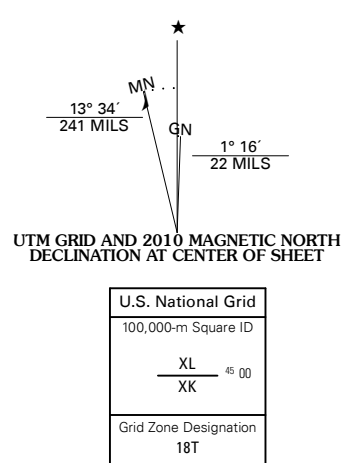 ★
MN
13° 34´
241 MILS
GN
1° 16´
22 MILS
UTM GRID AND 2010 MAGNETIC NORTH
DECLINATION AT CENTER OF SHEET
U.S. National Grid
100,000-m Square ID
XL
45 00
XK
Grid Zone Designation
18T